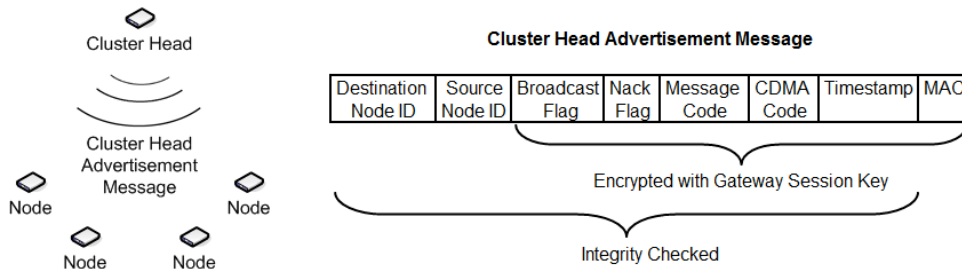 Cluster Head
Cluster Head
Advertisement
Message
Node
Node
Node
Node
Cluster Head Advertisement Message
Destination Node ID
Source Node ID
Broadcast Flag
Nack Flag
Message Code
CDMA Code
Timestamp
MAC
Encrypted with Gateway Session Key
Integrity Checked